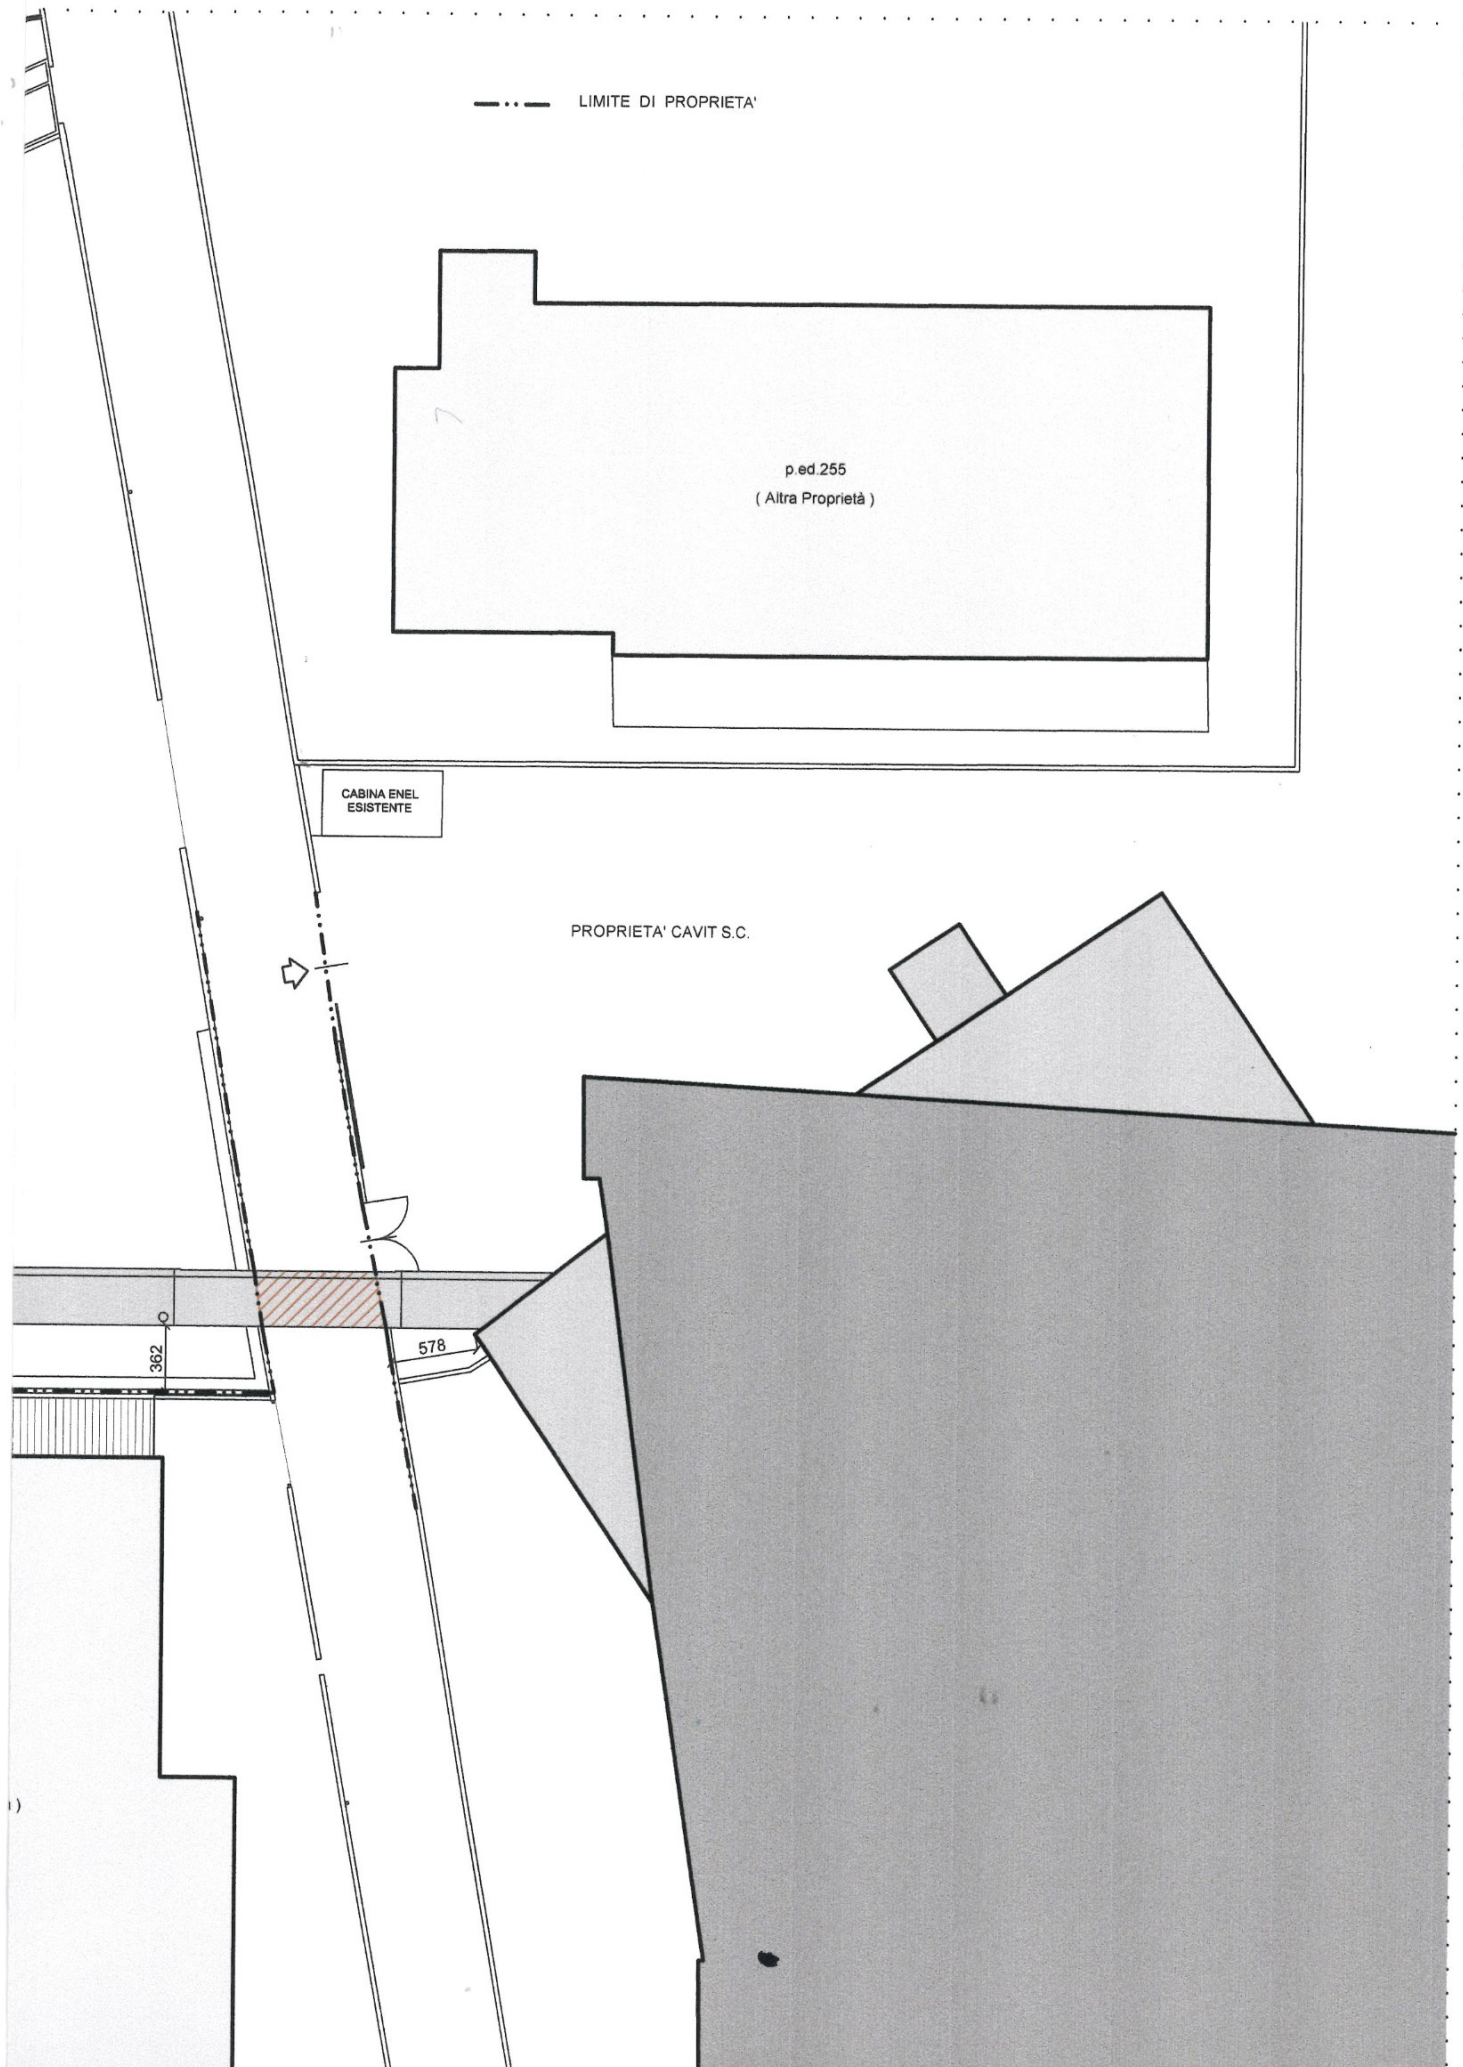 LIMITE DI PROPRIETA'
p.ed.255
( Altra Proprietà )
CABINA ENEL
ESISTENTE
PROPRIETA' CAVIT S.C.
578
362
)